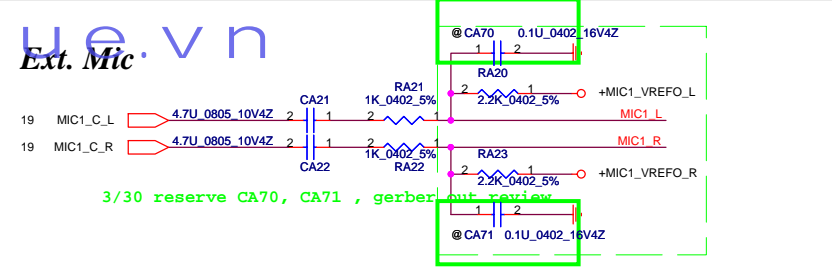 ue.vn
Ext. Mic
@ CA70 0.1U_0402_16V4Z
1 2
RA20
2 1 +MIC1_VREFO_L
2.2K_0402_5%
RA21
1K_0402_5%
19 MIC1_C_L 4.7U_0805_10V4Z 2 CA21 1 2 1 MIC1_L
19 MIC1_C_R 4.7U_0805_10V4Z 2 1 2 1 MIC1_R
CA22
1K_0402_5%
RA22
RA23
2 1 +MIC1_VREFO_R
2.2K_0402_5%
3/30 reserve CA70, CA71 , gerber out review
1 2
@ CA71 0.1U_0402_16V4Z